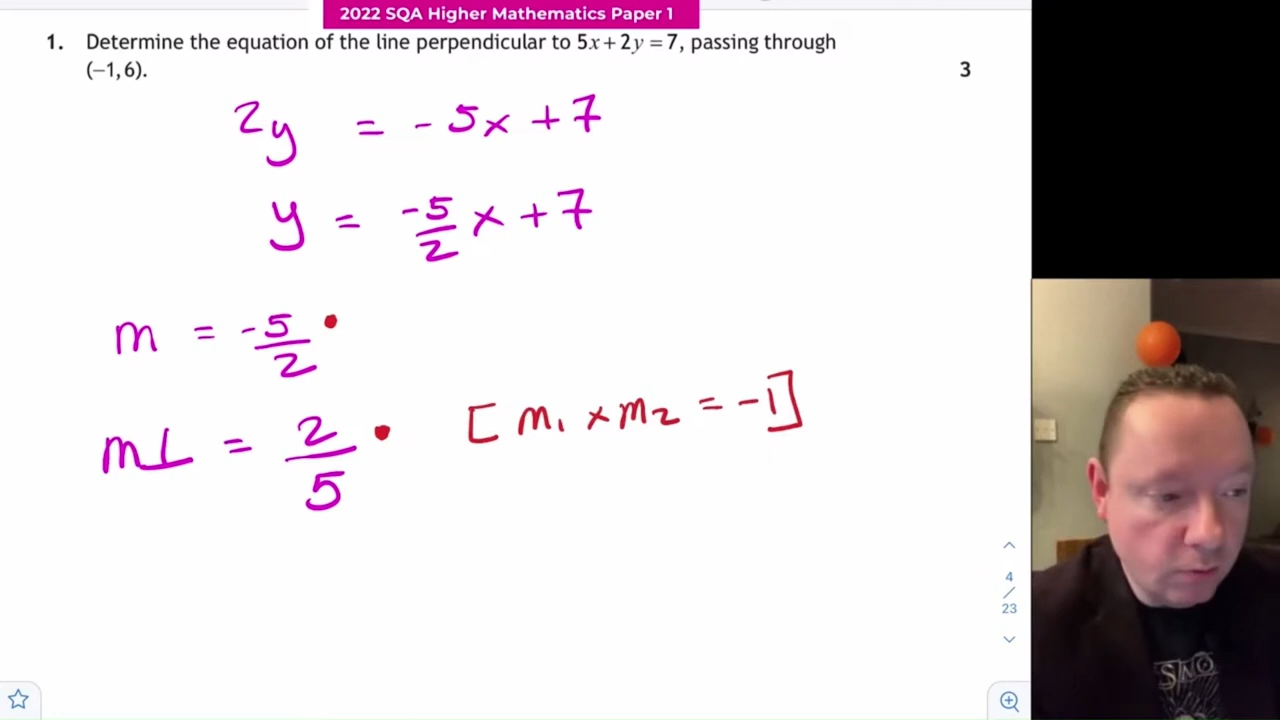 2022 SQA Higher Mathematics Paper 1
1. Determine the equation of the line perpendicular to 5x+2y=7, passing through
(−1,6). 3
2y = -5x +7
y = -5/2 x +7
m = -5/2
m⊥ = 2/5 [m₁ × m₂ = -1]
4
/
23